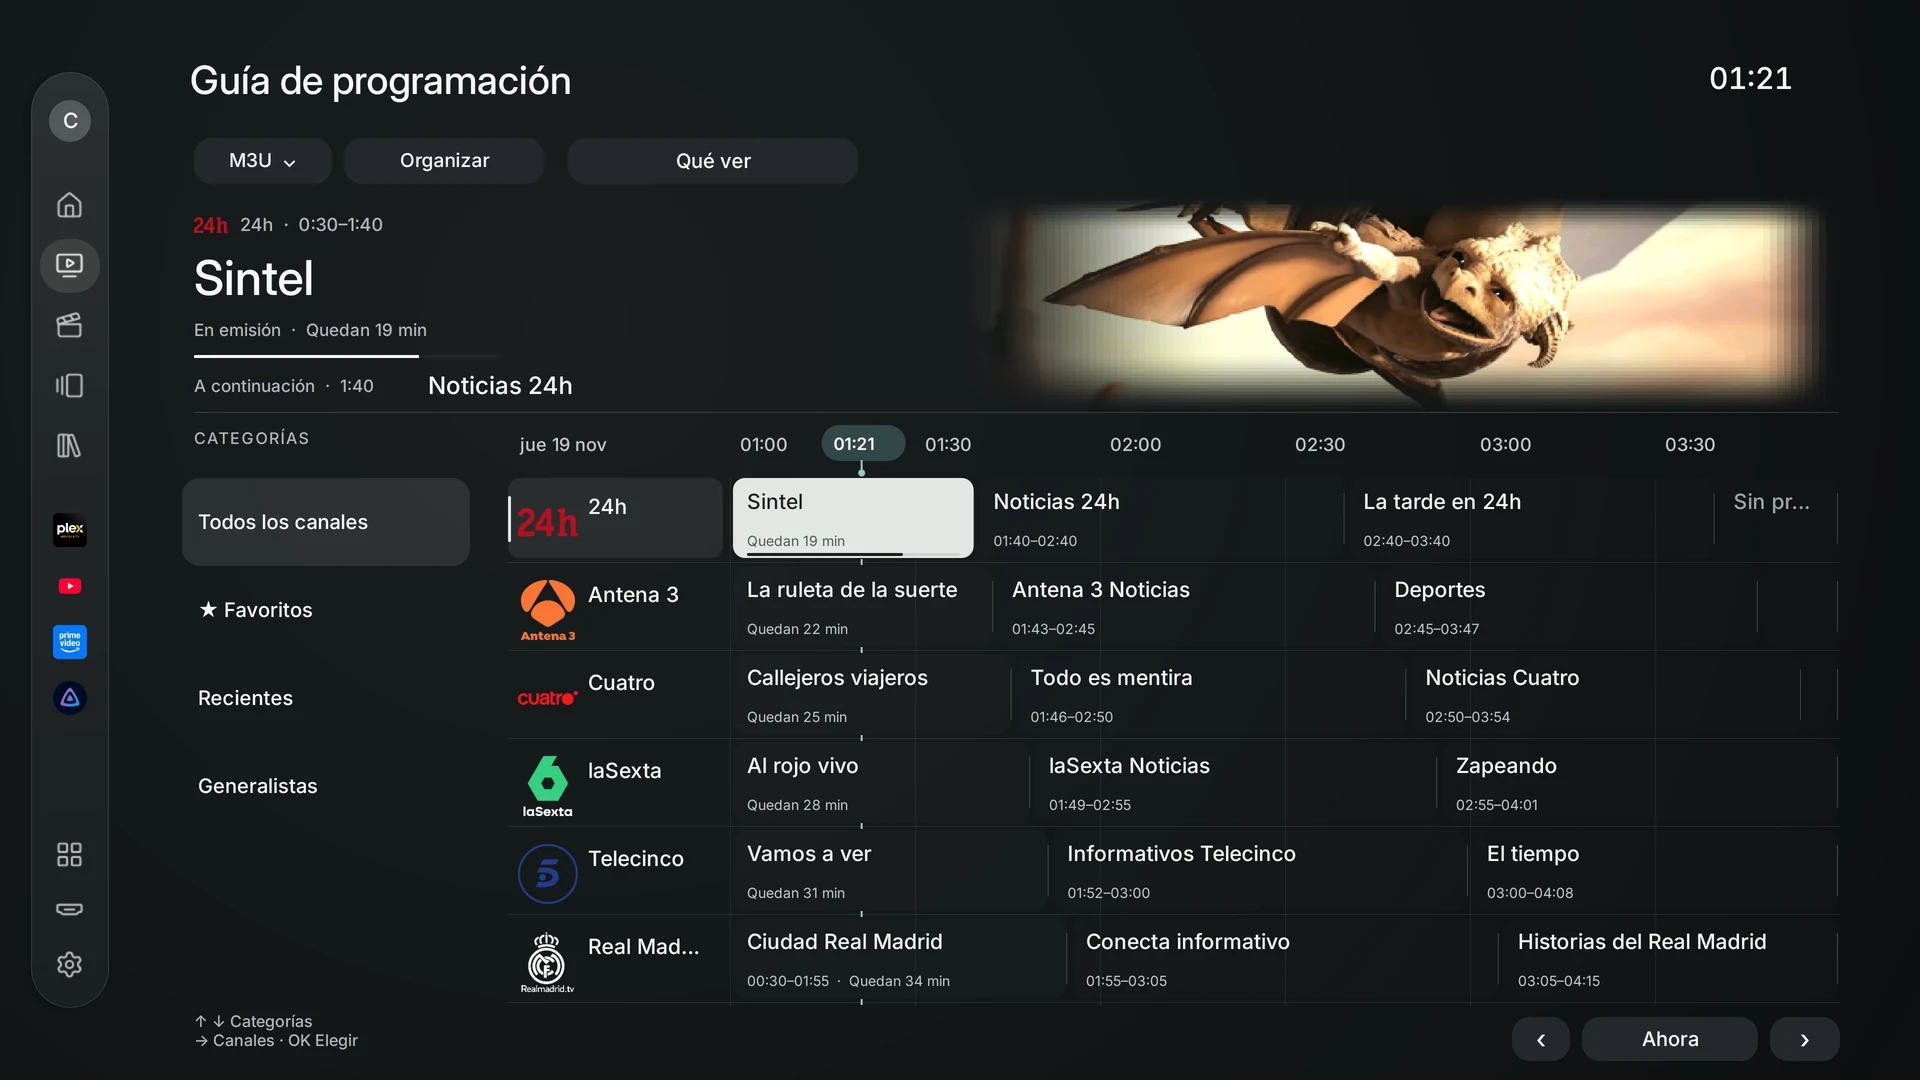 Guía de programación
01:21
C
M3U
Organizar
Qué ver
24h 24h · 0:30–1:40
Sintel
En emisión · Quedan 19 min
A continuación · 1:40 Noticias 24h
CATEGORÍAS
jue 19 nov 01:00 01:21 01:30 02:00 02:30 03:00 03:30
Todos los canales
★ Favoritos
Recientes
Generalistas
24h 24h
Sintel
Quedan 19 min
Noticias 24h
01:40–02:40
La tarde en 24h
02:40–03:40
Sin pr...
Antena 3
Antena 3
La ruleta de la suerte
Quedan 22 min
Antena 3 Noticias
01:43–02:45
Deportes
02:45–03:47
cuatro
Cuatro
Callejeros viajeros
Quedan 25 min
Todo es mentira
01:46–02:50
Noticias Cuatro
02:50–03:54
laSexta
laSexta
Al rojo vivo
Quedan 28 min
laSexta Noticias
01:49–02:55
Zapeando
02:55–04:01
5
Telecinco
Vamos a ver
Quedan 31 min
Informativos Telecinco
01:52–03:00
El tiempo
03:00–04:08
Realmadrid.tv
Real Mad...
Ciudad Real Madrid
00:30–01:55 · Quedan 34 min
Conecta informativo
01:55–03:05
Historias del Real Madrid
03:05–04:15
plex
prime video
↑ ↓ Categorías
→ Canales · OK Elegir
‹ Ahora ›